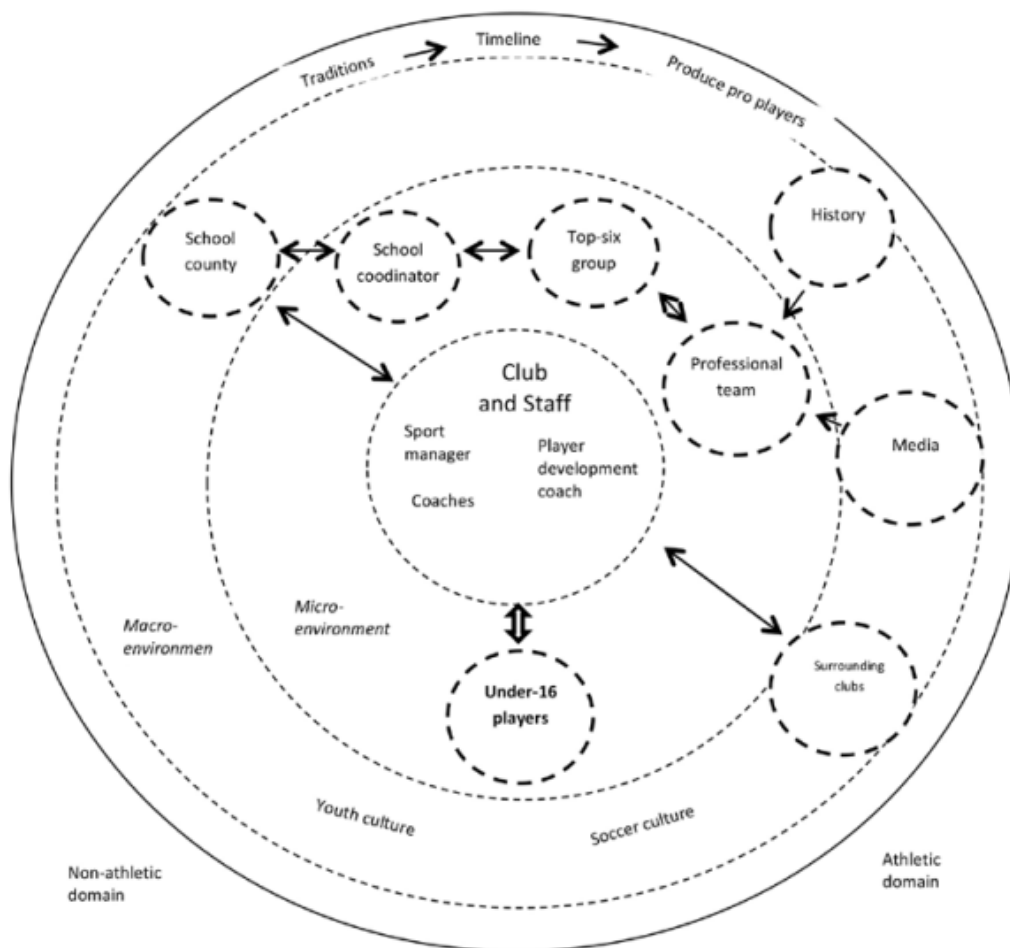 Timeline
Traditions
Produce pro players
History
School
county
School
coodinator
Top-six
group
Professional
team
Club
and Staff
Sport
manager
Player
development
coach
Coaches
Media
Micro-
environment
Macro-
environmen
Surrounding
clubs
Under-16
players
Youth culture
Soccer culture
Non-athletic
domain
Athletic
domain